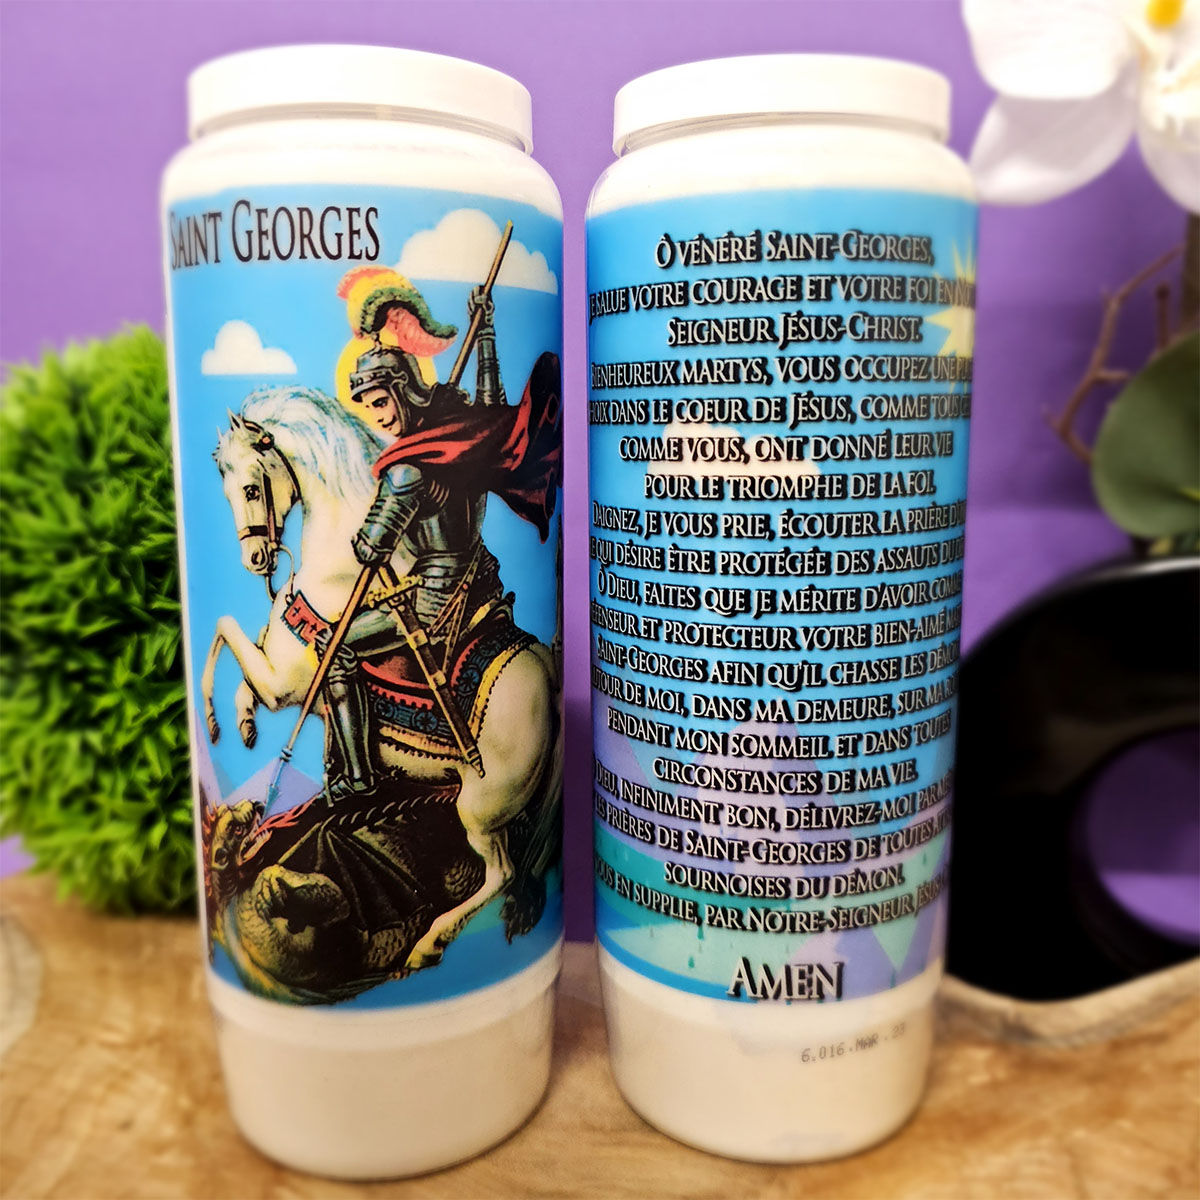 SAINT GEORGES
Ô VÉNÉRÉ SAINT-GEORGES,
JE SALUE VOTRE COURAGE ET VOTRE FOI EN
SEIGNEUR JÉSUS-CHRIST.
BIENHEUREUX MARTYS, VOUS OCCUPEZ UNE
DANS LE COEUR DE JÉSUS, COMME TOUS
COMME VOUS, ONT DONNÉ LEUR VIE
POUR LE TRIOMPHE DE LA FOI.
DAIGNEZ, JE VOUS PRIE, ÉCOUTER LA PRIÈRE
QUI DÉSIRE ÊTRE PROTÉGÉE DES ASSAUTS DU
Ô DIEU, FAITES QUE JE MÉRITE D'AVOIR
ET PROTECTEUR VOTRE BIEN-AIMÉ
SAINT-GEORGES AFIN QU'IL CHASSE LES
DE MOI, DANS MA DEMEURE, SUR MA
PENDANT MON SOMMEIL ET DANS TOUTES
CIRCONSTANCES DE MA VIE.
DIEU, INFINIMENT BON, DÉLIVREZ-MOI PAR
LES PRIÈRES DE SAINT-GEORGES DE TOUTES
SOURNOISES DU DÉMON.
EN SUPPLIE, PAR NOTRE-SEIGNEUR JÉSUS
AMEN
6.016.MAR